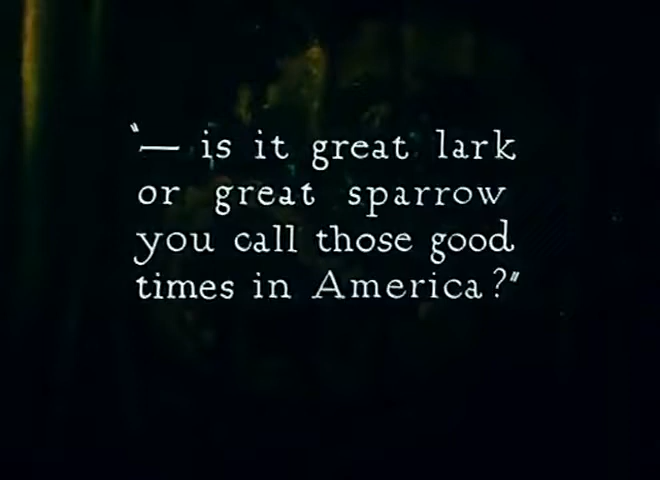 "— is it great lark
or great sparrow
you call those good
times in America?"